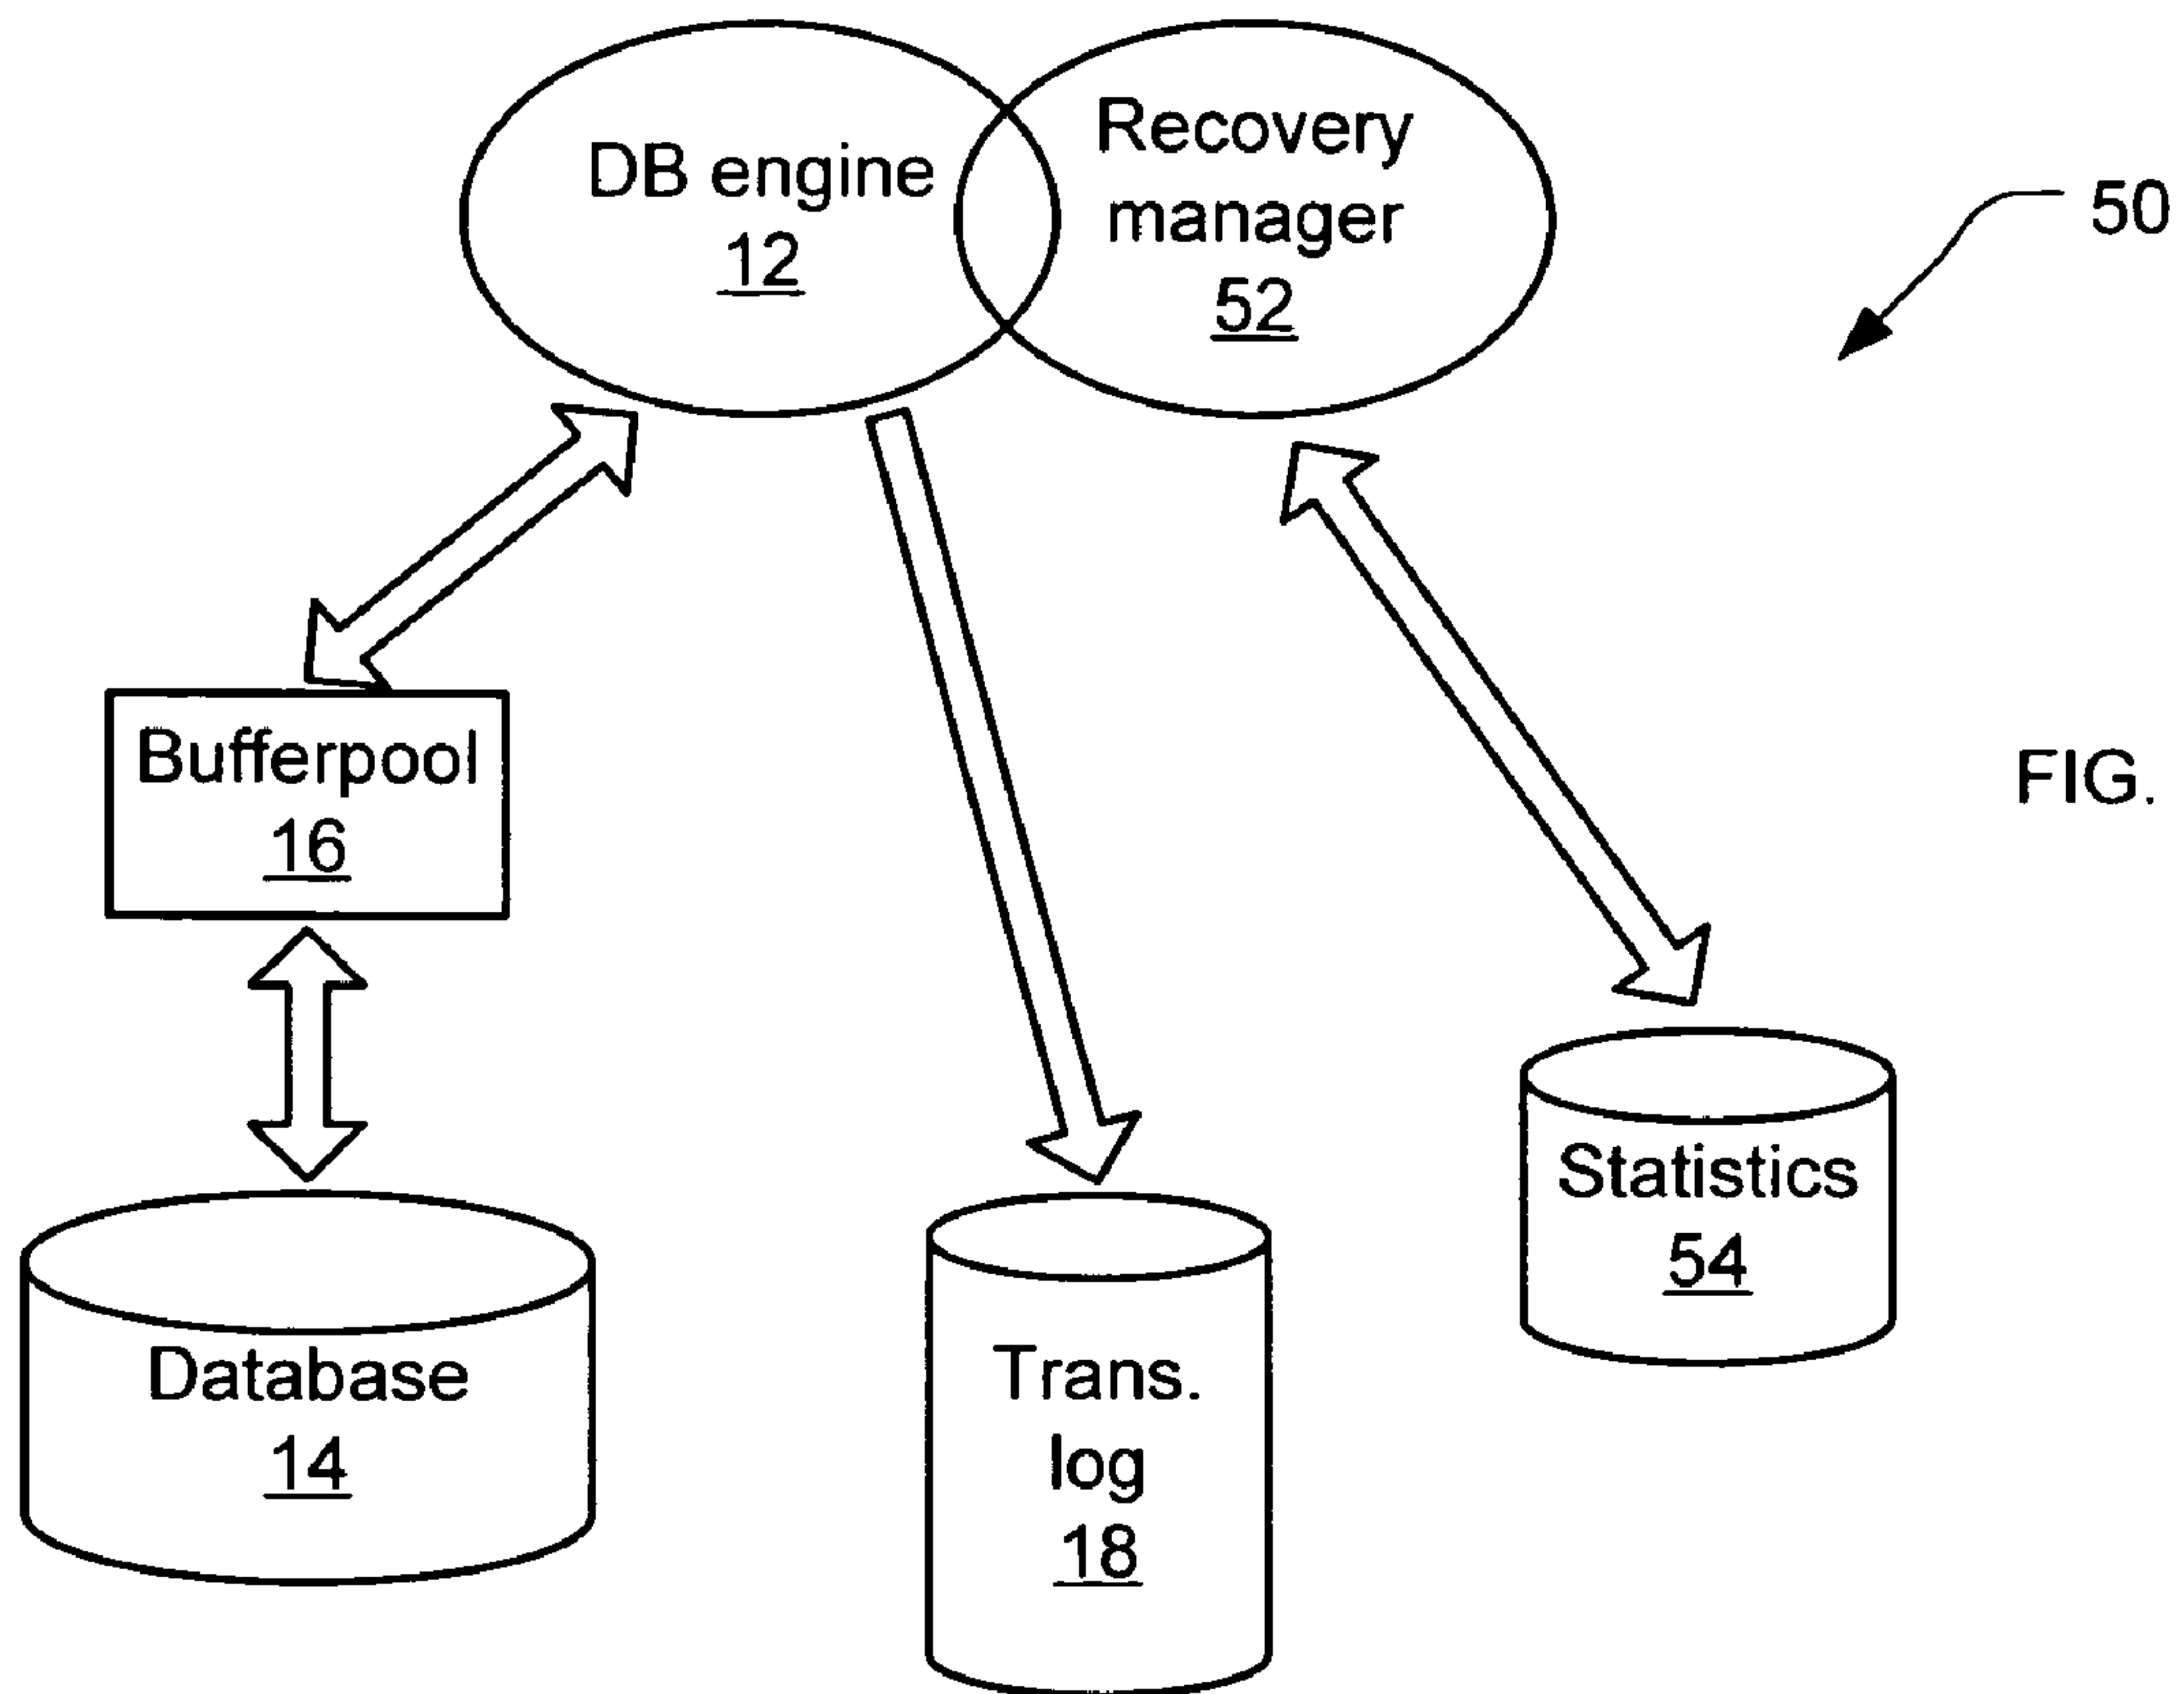 DB engine
12
Recovery
manager
52
50
Bufferpool
16
FIG.
Statistics
54
Database
14
Trans.
log
18